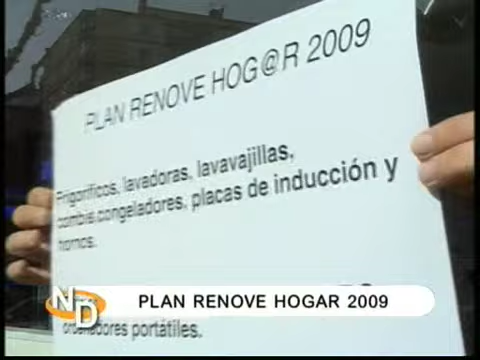 PLAN RENOVE HOG@R 2009
Frigoríficos, lavadoras, lavavajillas,
combis, congeladores, placas de inducción y
hornos.
ND
PLAN RENOVE HOGAR 2009
ordenadores portátiles.